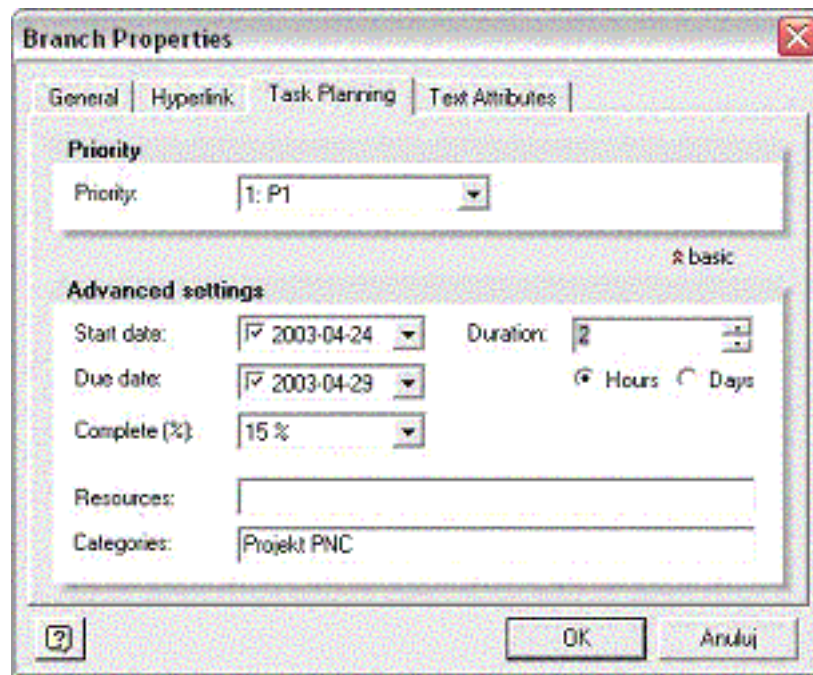 Branch Properties
General Hyperlink Task Planning Text Attributes
Priority
Priority: 1: P1
basic
Advanced settings
Start date: 2003-04-24 Duration: 2
Due date: 2003-04-29 Hours Days
Complete (%): 15 %
Resources:
Categories: Projekt PNC
? OK Anuluj